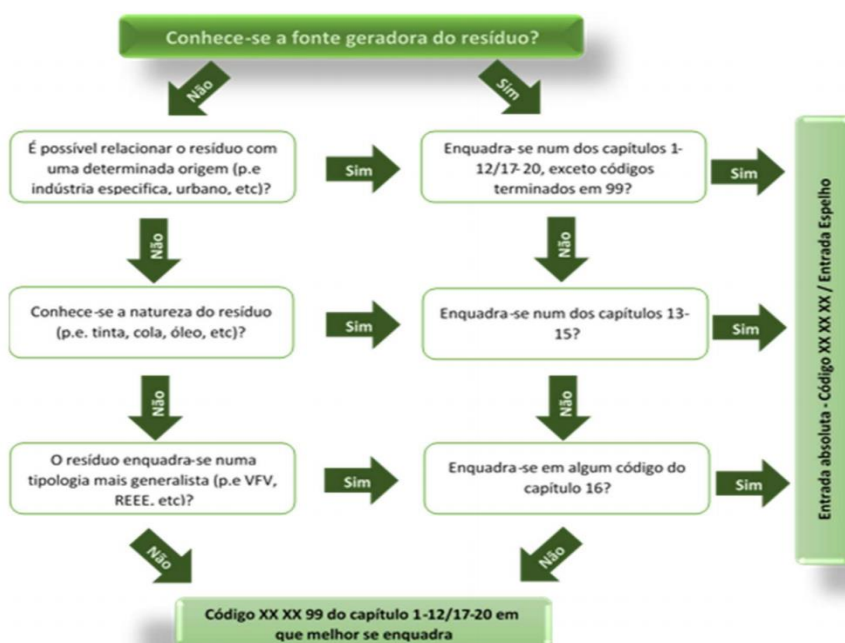 Conhece-se a fonte geradora do resíduo?
Não
Sim
É possível relacionar o resíduo com
uma determinada origem (p.e
indústria especifica, urbano, etc)?
Sim
Enquadra-se num dos capítulos 1-
12/17-20, exceto códigos
terminados em 99?
Sim
Não
Não
Conhece-se a natureza do resíduo
(p.e. tinta, cola, óleo, etc)?
Sim
Enquadra-se num dos capítulos 13-
15?
Sim
Não
Não
O resíduo enquadra-se numa
tipologia mais generalista (p.e VFV,
REEE, etc)?
Sim
Enquadra-se em algum código do
capítulo 16?
Sim
Não
Não
Código XX XX 99 do capítulo 1-12/17-20 em
que melhor se enquadra
Entrada absoluta - Código XX XX XX / Entrada Espelho